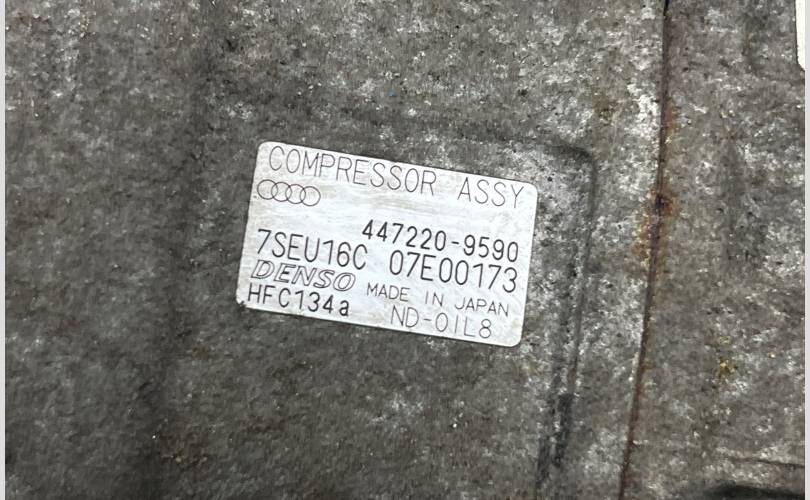 COMPRESSOR ASSY
447220-9590
7SEU16C 07E00173
DENSO MADE IN JAPAN
HFC134a ND-OIL8